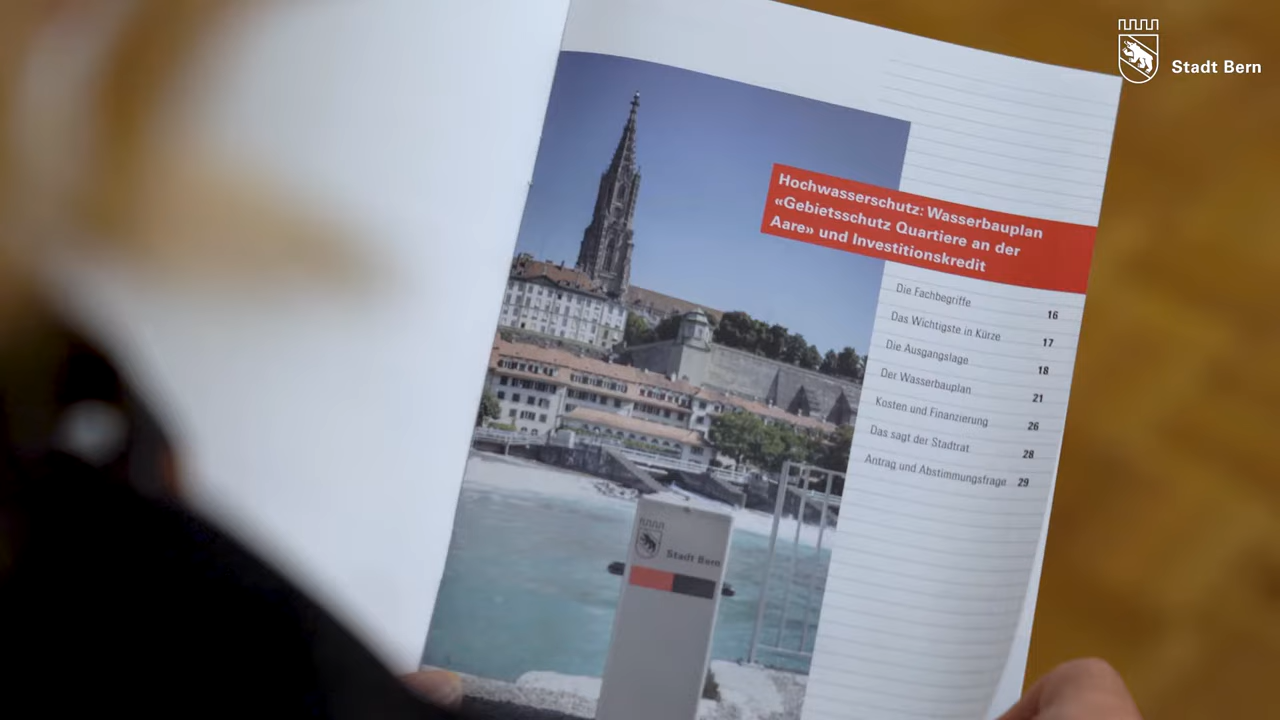 Stadt Bern
Hochwasserschutz: Wasserbauplan
«Gebietsschutz Quartiere an der
Aare» und Investitionskredit
Die Fachbegriffe 16
Das Wichtigste in Kürze 17
Die Ausgangslage 18
Der Wasserbauplan 21
Kosten und Finanzierung 26
Das sagt der Stadtrat 28
Antrag und Abstimmungsfrage 29
Stadt Bern